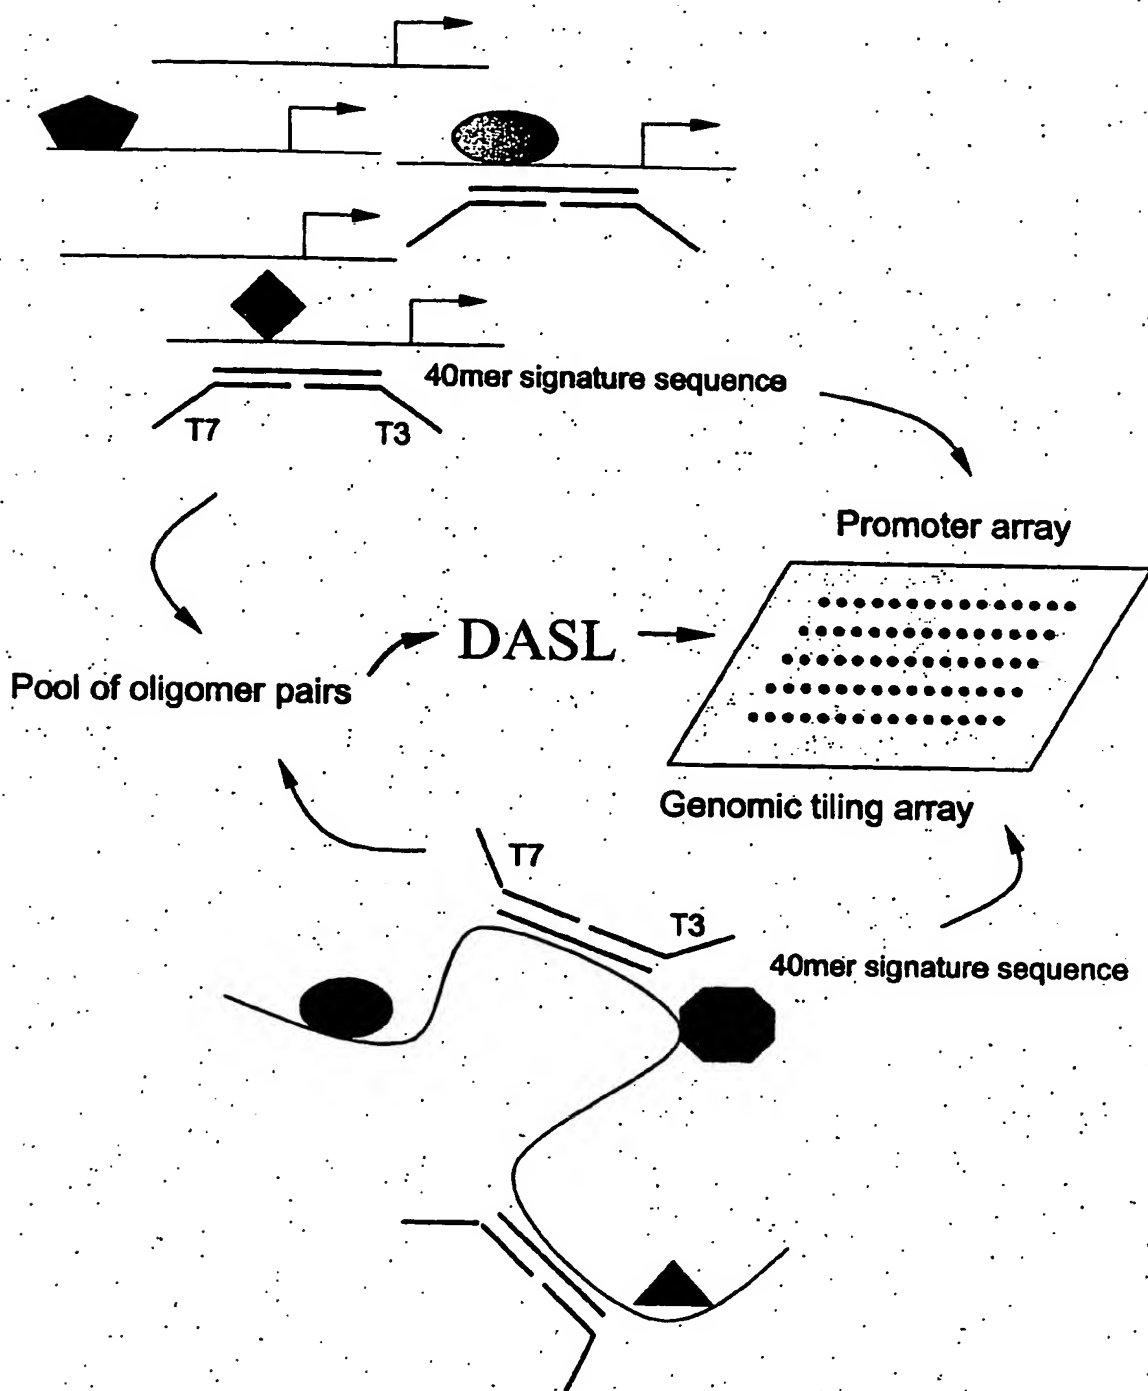 40mer signature sequence
T7
T3
Promoter array
DASL
Pool of oligomer pairs
Genomic tiling array
T7
T3
40mer signature sequence